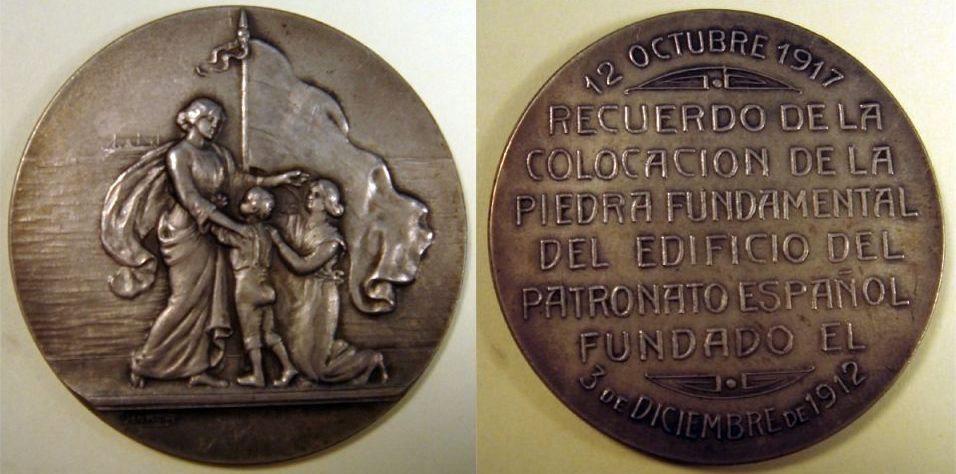 12 OCTUBRE 1917
RECUERDO DE LA
COLOCACION DE LA
PIEDRA FUNDAMENTAL
DEL EDIFICIO DEL
PATRONATO ESPAÑOL
FUNDADO EL
3 DE DICIEMBRE DE 1912